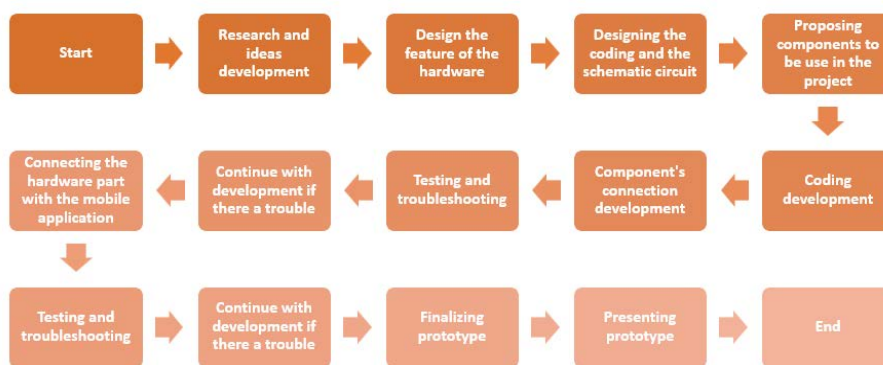 Start
Research and
ideas
development
Design the
feature of the
hardware
Designing the
coding and the
schematic circuit
Proposing
components to
be use in the
project
Coding
development
Component's
connection
development
Testing and
troubleshooting
Continue with
development if
there a trouble
Connecting the
hardware part
with the mobile
application
Testing and
troubleshooting
Continue with
development if
there a trouble
Finalizing
prototype
Presenting
prototype
End